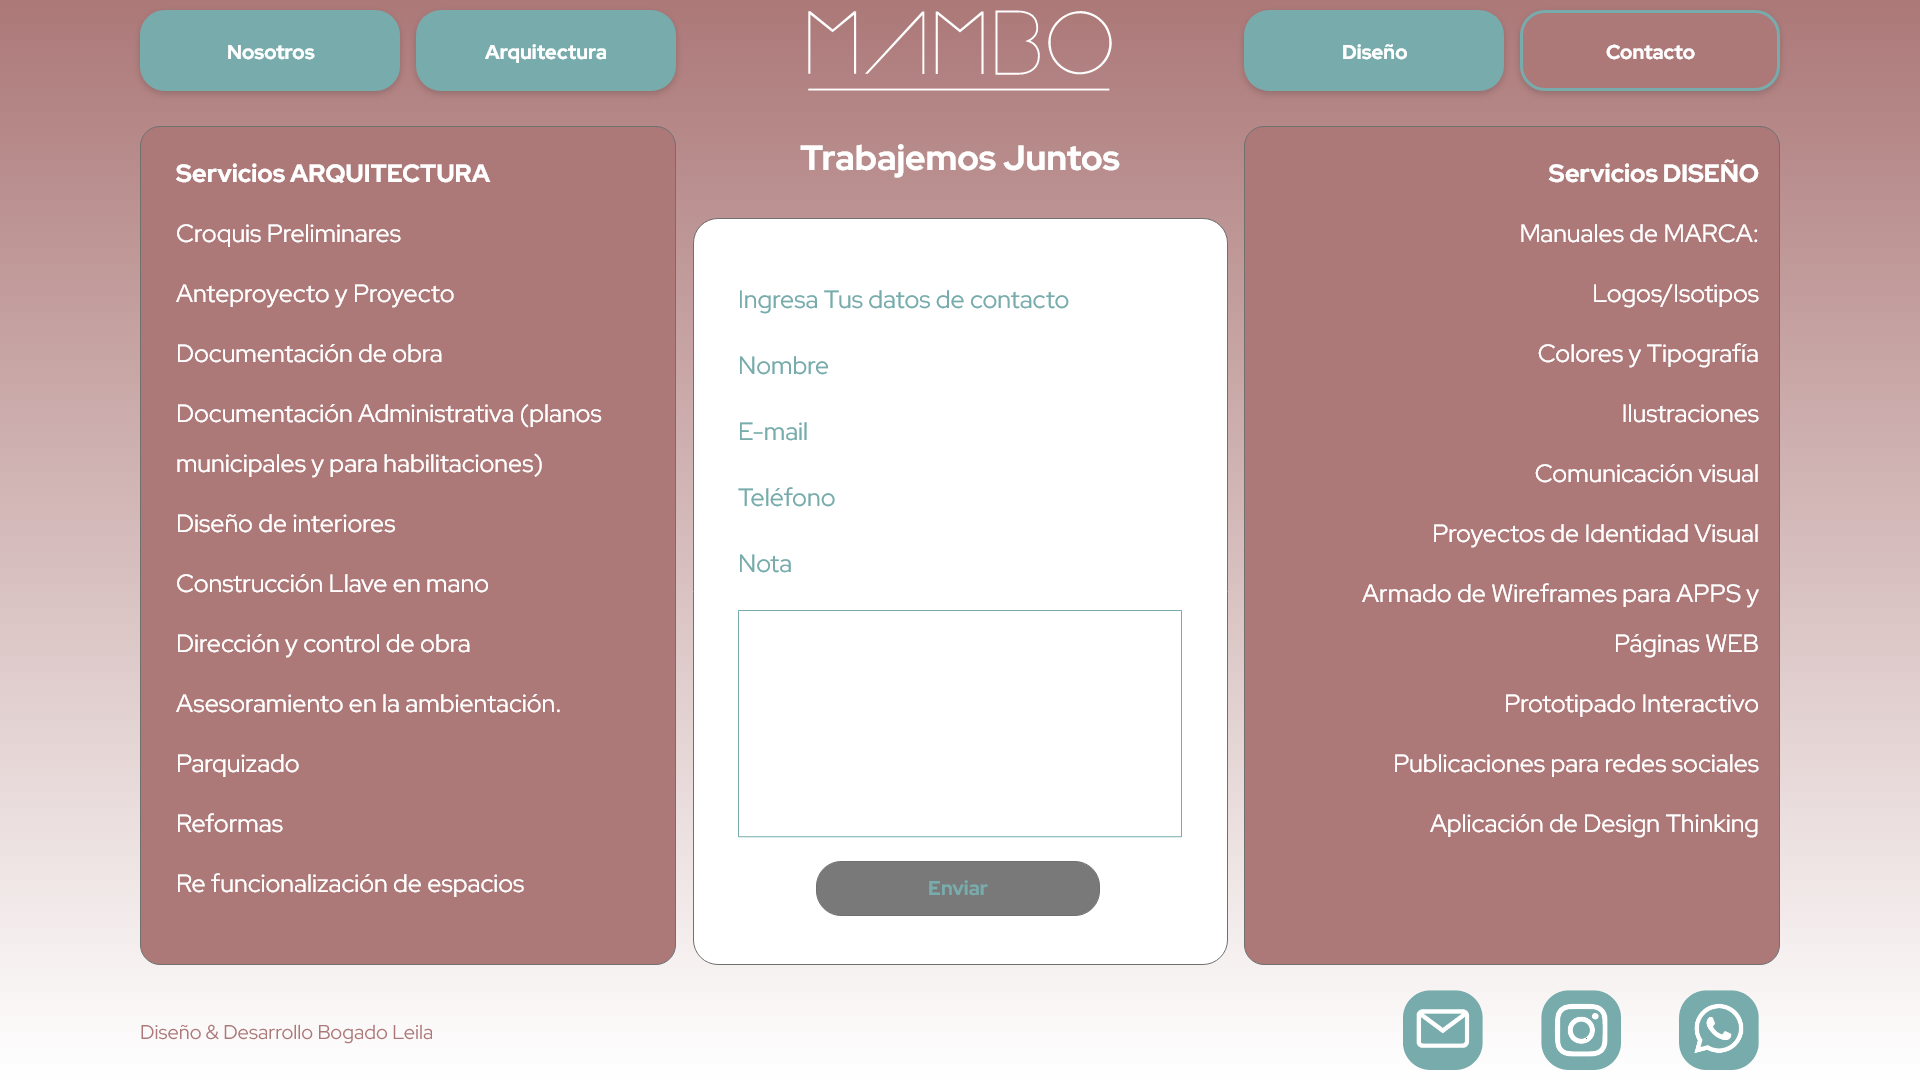 Nosotros
Arquitectura
MAMBO
Diseño
Contacto
Servicios ARQUITECTURA
Croquis Preliminares
Anteproyecto y Proyecto
Documentación de obra
Documentación Administrativa (planos
municipales y para habilitaciones)
Diseño de interiores
Construcción Llave en mano
Dirección y control de obra
Asesoramiento en la ambientación.
Parquizado
Reformas
Re funcionalización de espacios
Trabajemos Juntos
Ingresa Tus datos de contacto
Nombre
E-mail
Teléfono
Nota
Enviar
Servicios DISEÑO
Manuales de MARCA:
Logos/Isotipos
Colores y Tipografía
Ilustraciones
Comunicación visual
Proyectos de Identidad Visual
Armado de Wireframes para APPS y
Páginas WEB
Prototipado Interactivo
Publicaciones para redes sociales
Aplicación de Design Thinking
Diseño & Desarrollo Bogado Leila